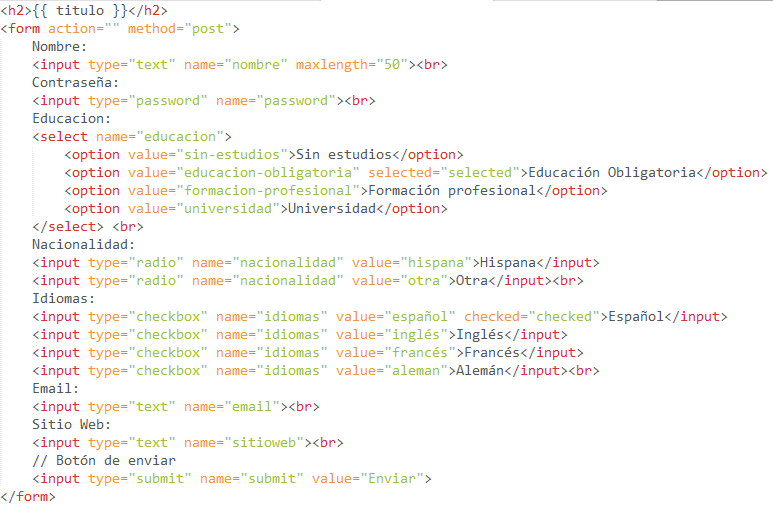 <h2>{{ titulo }}</h2>
<form action="" method="post">
    Nombre:
    <input type="text" name="nombre" maxlength="50"><br>
    Contraseña:
    <input type="password" name="password"><br>
    Educacion:
    <select name="educacion">
        <option value="sin-estudios">Sin estudios</option>
        <option value="educacion-obligatoria" selected="selected">Educación Obligatoria</option>
        <option value="formacion-profesional">Formación profesional</option>
        <option value="universidad">Universidad</option>
    </select> <br>
    Nacionalidad:
    <input type="radio" name="nacionalidad" value="hispana">Hispana</input>
    <input type="radio" name="nacionalidad" value="otra">Otra</input><br>
    Idiomas:
    <input type="checkbox" name="idiomas" value="español" checked="checked">Español</input>
    <input type="checkbox" name="idiomas" value="inglés">Inglés</input>
    <input type="checkbox" name="idiomas" value="francés">Francés</input>
    <input type="checkbox" name="idiomas" value="aleman">Alemán</input><br>
    Email:
    <input type="text" name="email"><br>
    Sitio Web:
    <input type="text" name="sitioweb"><br>
    // Botón de enviar
    <input type="submit" name="submit" value="Enviar">
</form>